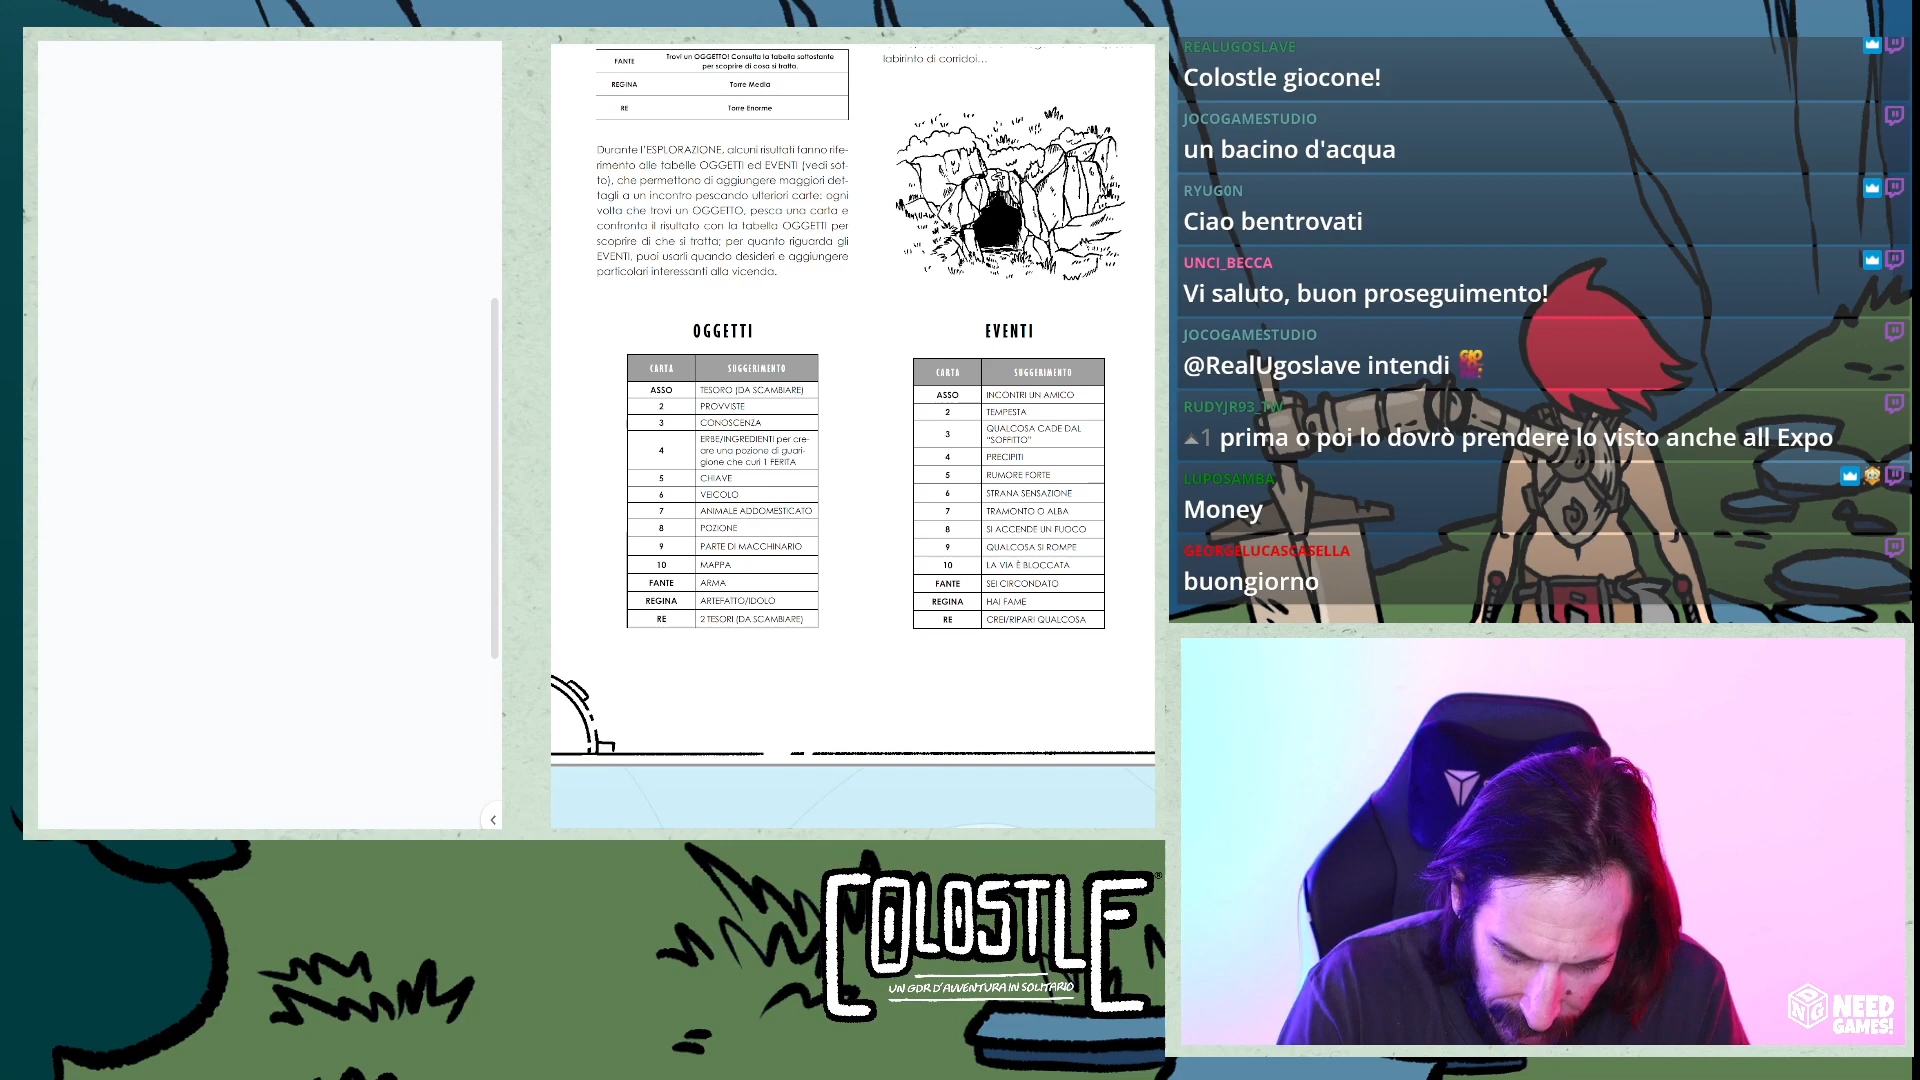 FANTE Trovi un OGGETTO! Consulta la tabella sottostante
per scoprire di cosa si tratta.
REGINA Torre Media
RE Torre Enorme
Durante l'ESPLORAZIONE, alcuni risultati fanno rife-
rimento alle tabelle OGGETTI ed EVENTI (vedi sot-
to), che permettono di aggiungere maggiori det-
tagli a un incontro pescando ulteriori carte: ogni
volta che trovi un OGGETTO, pesca una carta e
confronta il risultato con la tabella OGGETTI per
scoprire di che si tratta; per quanto riguarda gli
EVENTI, puoi usarli quando desideri e aggiungere
particolari interessanti alla vicenda.
labirinto di corridoi...
OGGETTI
CARTA SUGGERIMENTO
ASSO TESORO (DA SCAMBIARE)
2 PROVVISTE
3 CONOSCENZA
4 ERBE/INGREDIENTI per cre-
are una pozione di guari-
gione che curi 1 FERITA
5 CHIAVE
6 VEICOLO
7 ANIMALE ADDOMESTICATO
8 POZIONE
9 PARTE DI MACCHINARIO
10 MAPPA
FANTE ARMA
REGINA ARTEFATTO/IDOLO
RE 2 TESORI (DA SCAMBIARE)
EVENTI
CARTA SUGGERIMENTO
ASSO INCONTRI UN AMICO
2 TEMPESTA
3 QUALCOSA CADE DAL
"SOFFITTO"
4 PRECIPITI
5 RUMORE FORTE
6 STRANA SENSAZIONE
7 TRAMONTO O ALBA
8 SI ACCENDE UN FUOCO
9 QUALCOSA SI ROMPE
10 LA VIA È BLOCCATA
FANTE SEI CIRCONDATO
REGINA HAI FAME
RE CREI/RIPARI QUALCOSA
REALUGOSLAVE
Colostle giocone!
JOCOGAMESTUDIO
un bacino d'acqua
RYUG0N
Ciao bentrovati
UNCI_BECCA
Vi saluto, buon proseguimento!
JOCOGAMESTUDIO
@RealUgoslave intendi
RUDYJR93_TW
1 prima o poi lo dovrò prendere lo visto anche all Expo
LUPOSAMBA
Money
GEORGELUCASCASELLA
buongiorno
COLOSTLE®
UN GDR D'AVVENTURA IN SOLITARIO
NEED
GAMES!